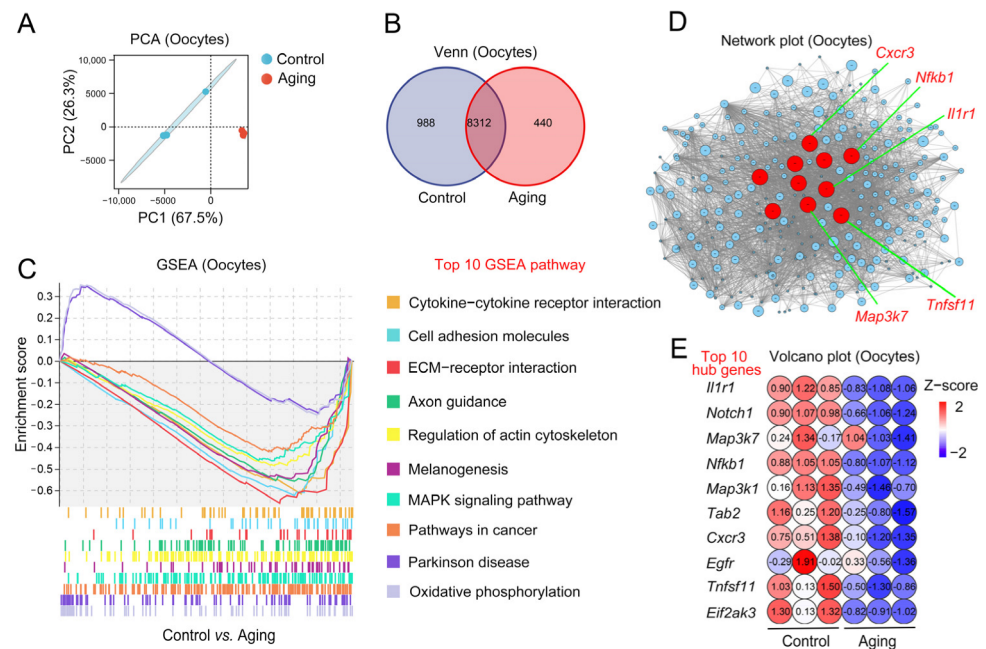 A
PCA (Oocytes)
Control
Aging
PC2 (26.3%)
10,000
5000
0
−5000
−10,000
−5000
0
PC1 (67.5%)
B
Venn (Oocytes)
988
8312
440
Control
Aging
D
Network plot (Oocytes)
Cxcr3
Nfkb1
Il1r1
Tnfsf11
Map3k7
C
GSEA (Oocytes)
Enrichment score
0.3
0.2
0.1
0.0
-0.1
-0.2
-0.3
-0.4
-0.5
-0.6
Control vs. Aging
Top 10 GSEA pathway
Cytokine−cytokine receptor interaction
Cell adhesion molecules
ECM−receptor interaction
Axon guidance
Regulation of actin cytoskeleton
Melanogenesis
MAPK signaling pathway
Pathways in cancer
Parkinson disease
Oxidative phosphorylation
E
Top 10
hub genes
Volcano plot (Oocytes)
Il1r1 0.90 1.22 0.85 -0.83 -1.08 -1.06
Notch1 0.90 1.07 0.98 -0.66 -1.06 -1.24
Map3k7 0.24 1.34 -0.17 1.04 -1.03 -1.41
Nfkb1 0.88 1.05 1.05 -0.80 -1.07 -1.12
Map3k1 0.16 1.13 1.35 -0.49 -1.46 -0.70
Tab2 1.16 0.25 1.20 -0.25 -0.80 -1.57
Cxcr3 0.75 0.51 1.38 -0.10 -1.20 -1.35
Egfr -0.29 1.91 -0.02 0.33 -0.56 -1.36
Tnfsf11 1.03 0.13 1.50 -0.50 -1.30 -0.86
Eif2ak3 1.30 0.13 1.32 -0.82 -0.91 -1.02
Control
Aging
Z−score
2
−2